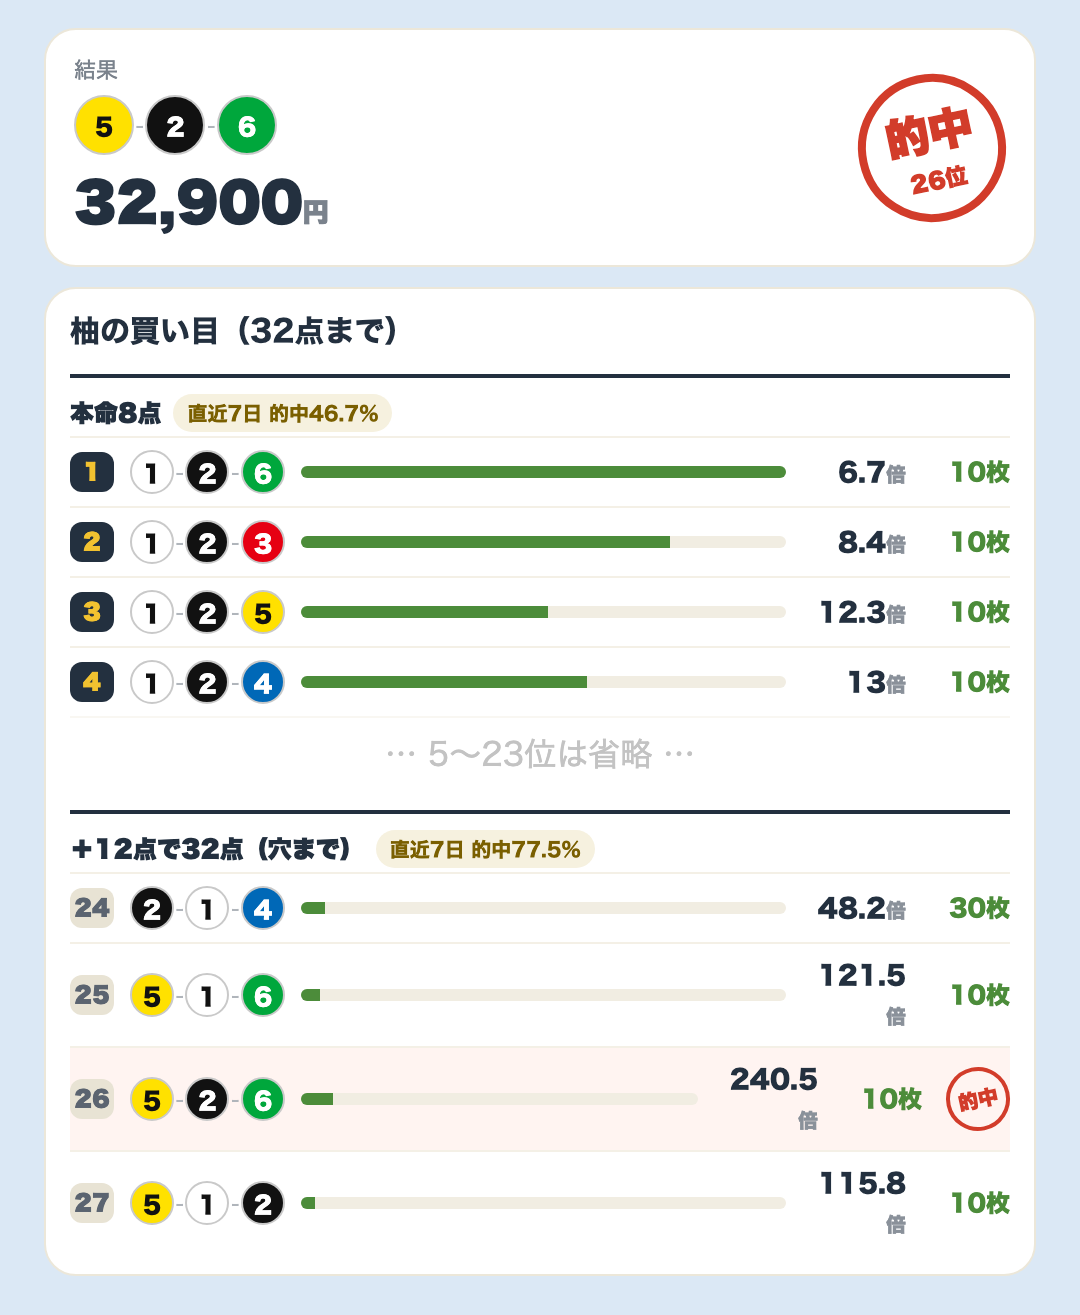 結果
5-2-6
32,900円
的中
26位
柚の買い目（32点まで）
本命8点 直近7日 的中46.7%
1 1-2-6 6.7倍 10枚
2 1-2-3 8.4倍 10枚
3 1-2-5 12.3倍 10枚
4 1-2-4 13倍 10枚
… 5〜23位は省略 …
+12点で32点（穴まで） 直近7日 的中77.5%
24 2-1-4 48.2倍 30枚
25 5-1-6 121.5倍 10枚
26 5-2-6 240.5倍 10枚 的中
27 5-1-2 115.8倍 10枚